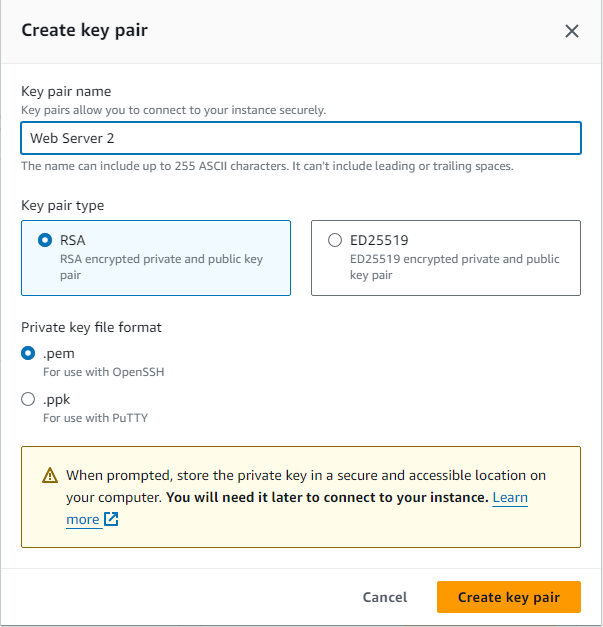 Create key pair
Key pair name
Key pairs allow you to connect to your instance securely.
Web Server 2
The name can include up to 255 ASCII characters. It can't include leading or trailing spaces.
Key pair type
RSA
RSA encrypted private and public key
pair
ED25519
ED25519 encrypted private and public
key pair
Private key file format
.pem
For use with OpenSSH
.ppk
For use with PuTTY
When prompted, store the private key in a secure and accessible location on
your computer. You will need it later to connect to your instance. Learn
more
Cancel
Create key pair